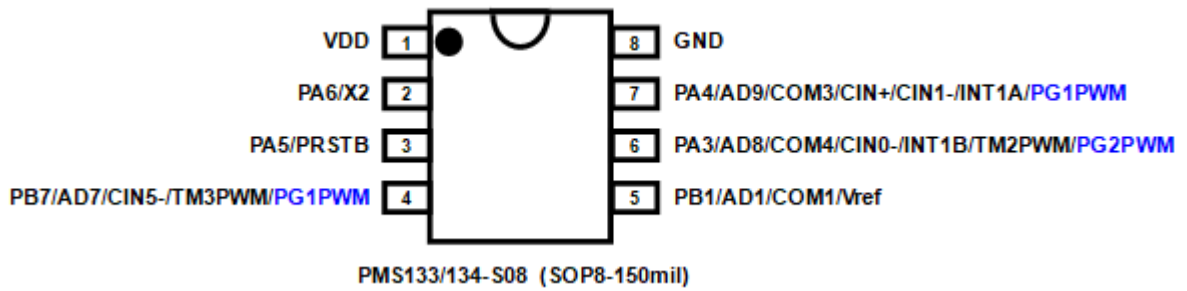 VDD 1 8 GND
PA6/X2 2 7 PA4/AD9/COM3/CIN+/CIN1-/INT1A/PG1PWM
PA5/PRSTB 3 6 PA3/AD8/COM4/CIN0-/INT1B/TM2PWM/PG2PWM
PB7/AD7/CIN5-/TM3PWM/PG1PWM 4 5 PB1/AD1/COM1/Vref
PMS133/134-S08 (SOP8-150mil)